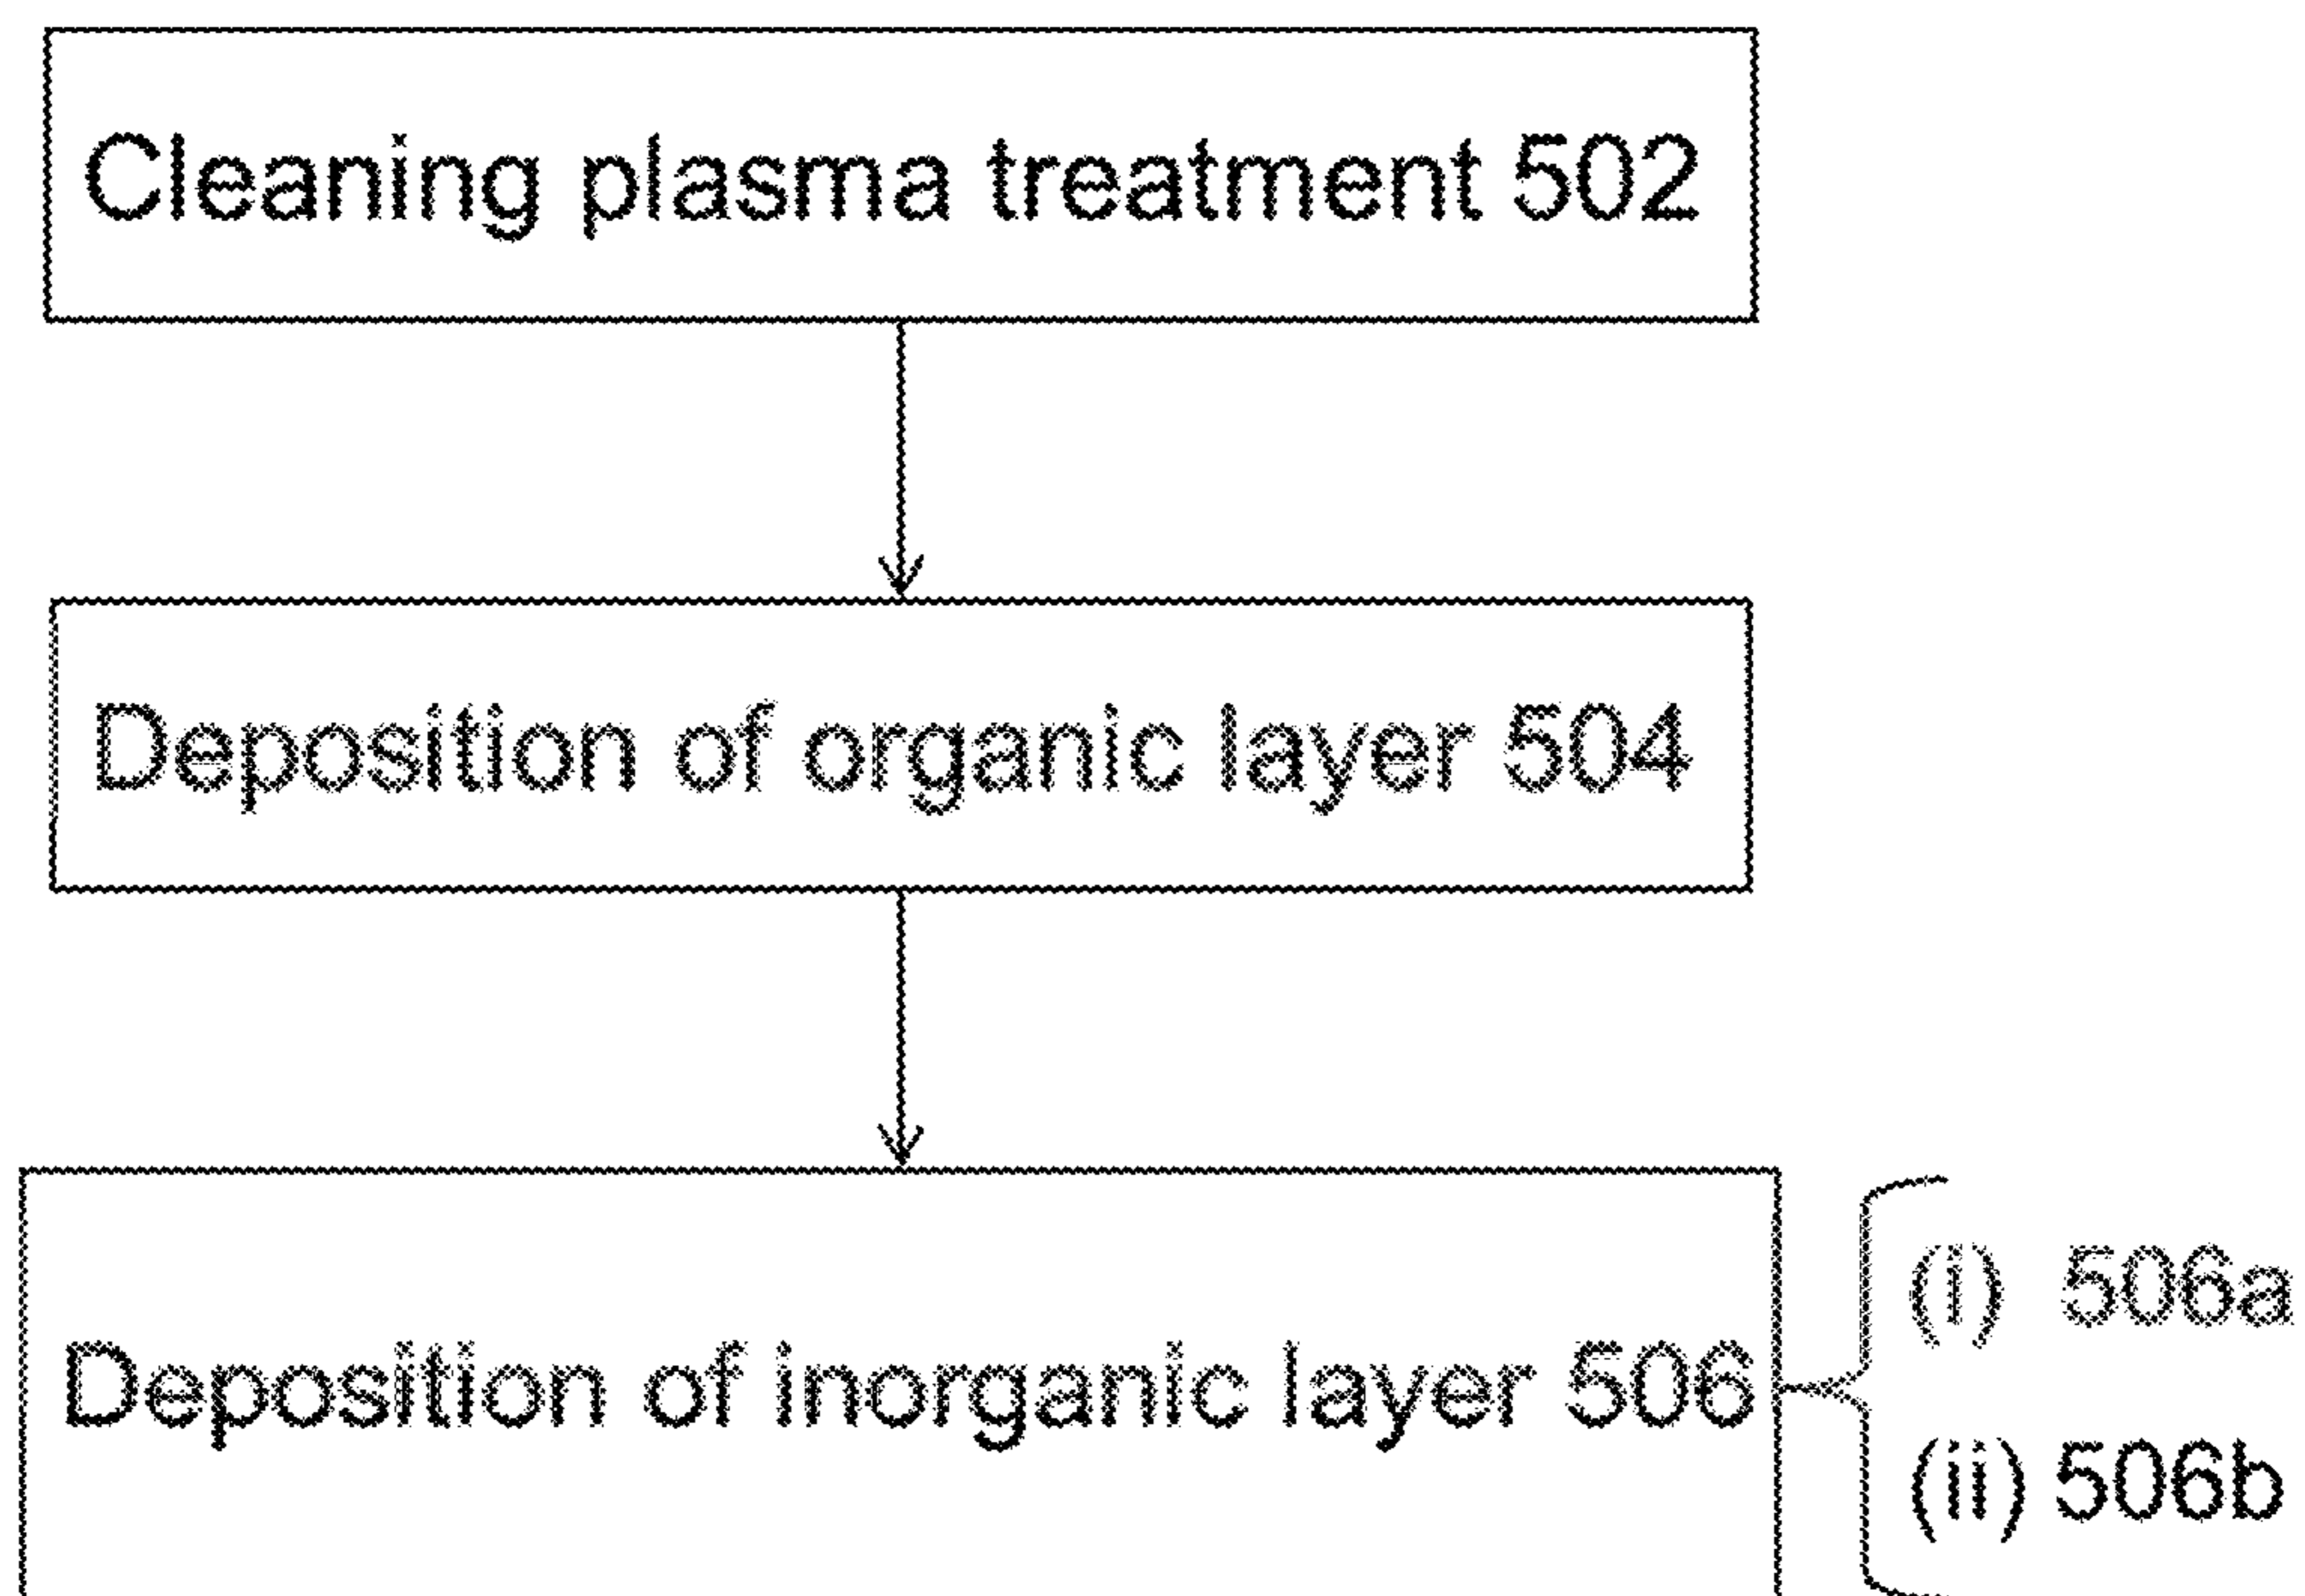 Cleaning plasma treatment 502
Deposition of organic layer 504
Deposition of inorganic layer 506
(i) 506a
(ii) 506b